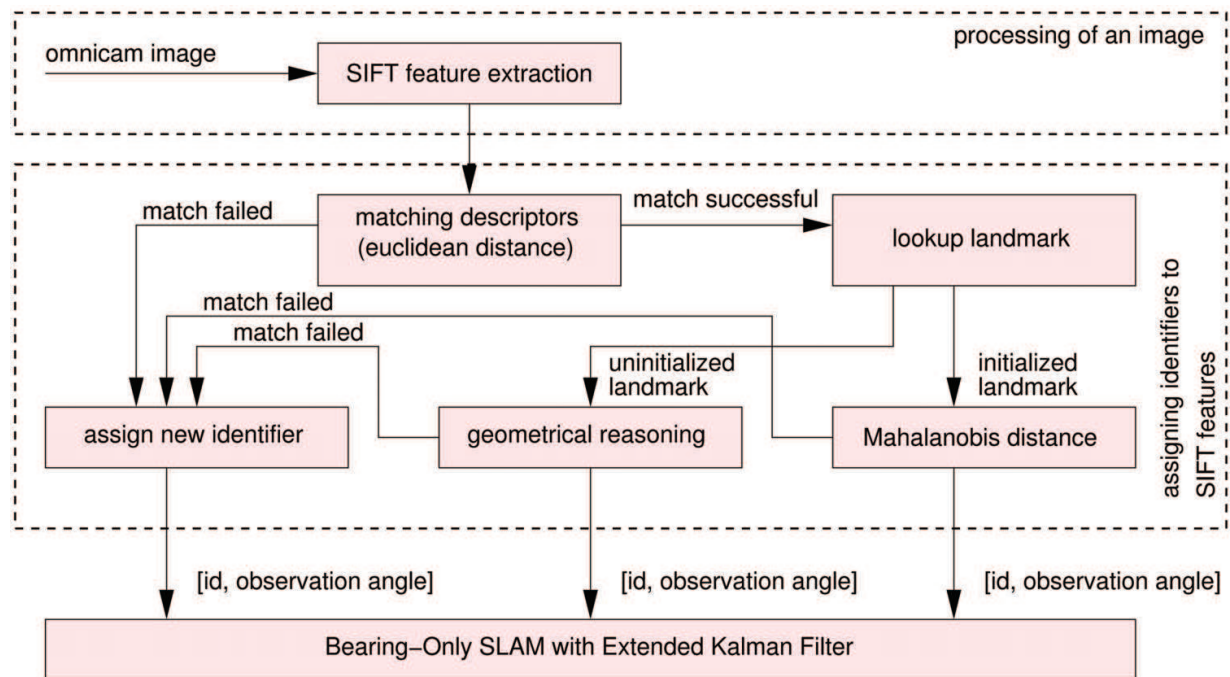 processing of an image
omnicam image
SIFT feature extraction
match failed
matching descriptors
(euclidean distance)
match successful
lookup landmark
match failed
match failed
uninitialized
landmark
initialized
landmark
assigning identifiers to
SIFT features
assign new identifier
geometrical reasoning
Mahalanobis distance
[id, observation angle]
[id, observation angle]
[id, observation angle]
Bearing−Only SLAM with Extended Kalman Filter